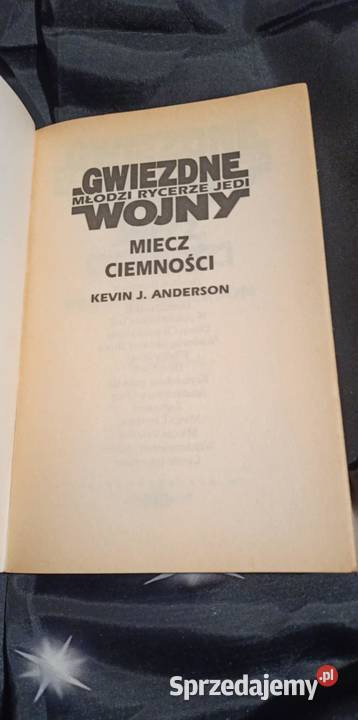 GWIEZDNE
MŁODZI RYCERZE JEDI
WOJNY
MIECZ
CIEMNOŚCI
KEVIN J. ANDERSON
Sprzedajemy.pl